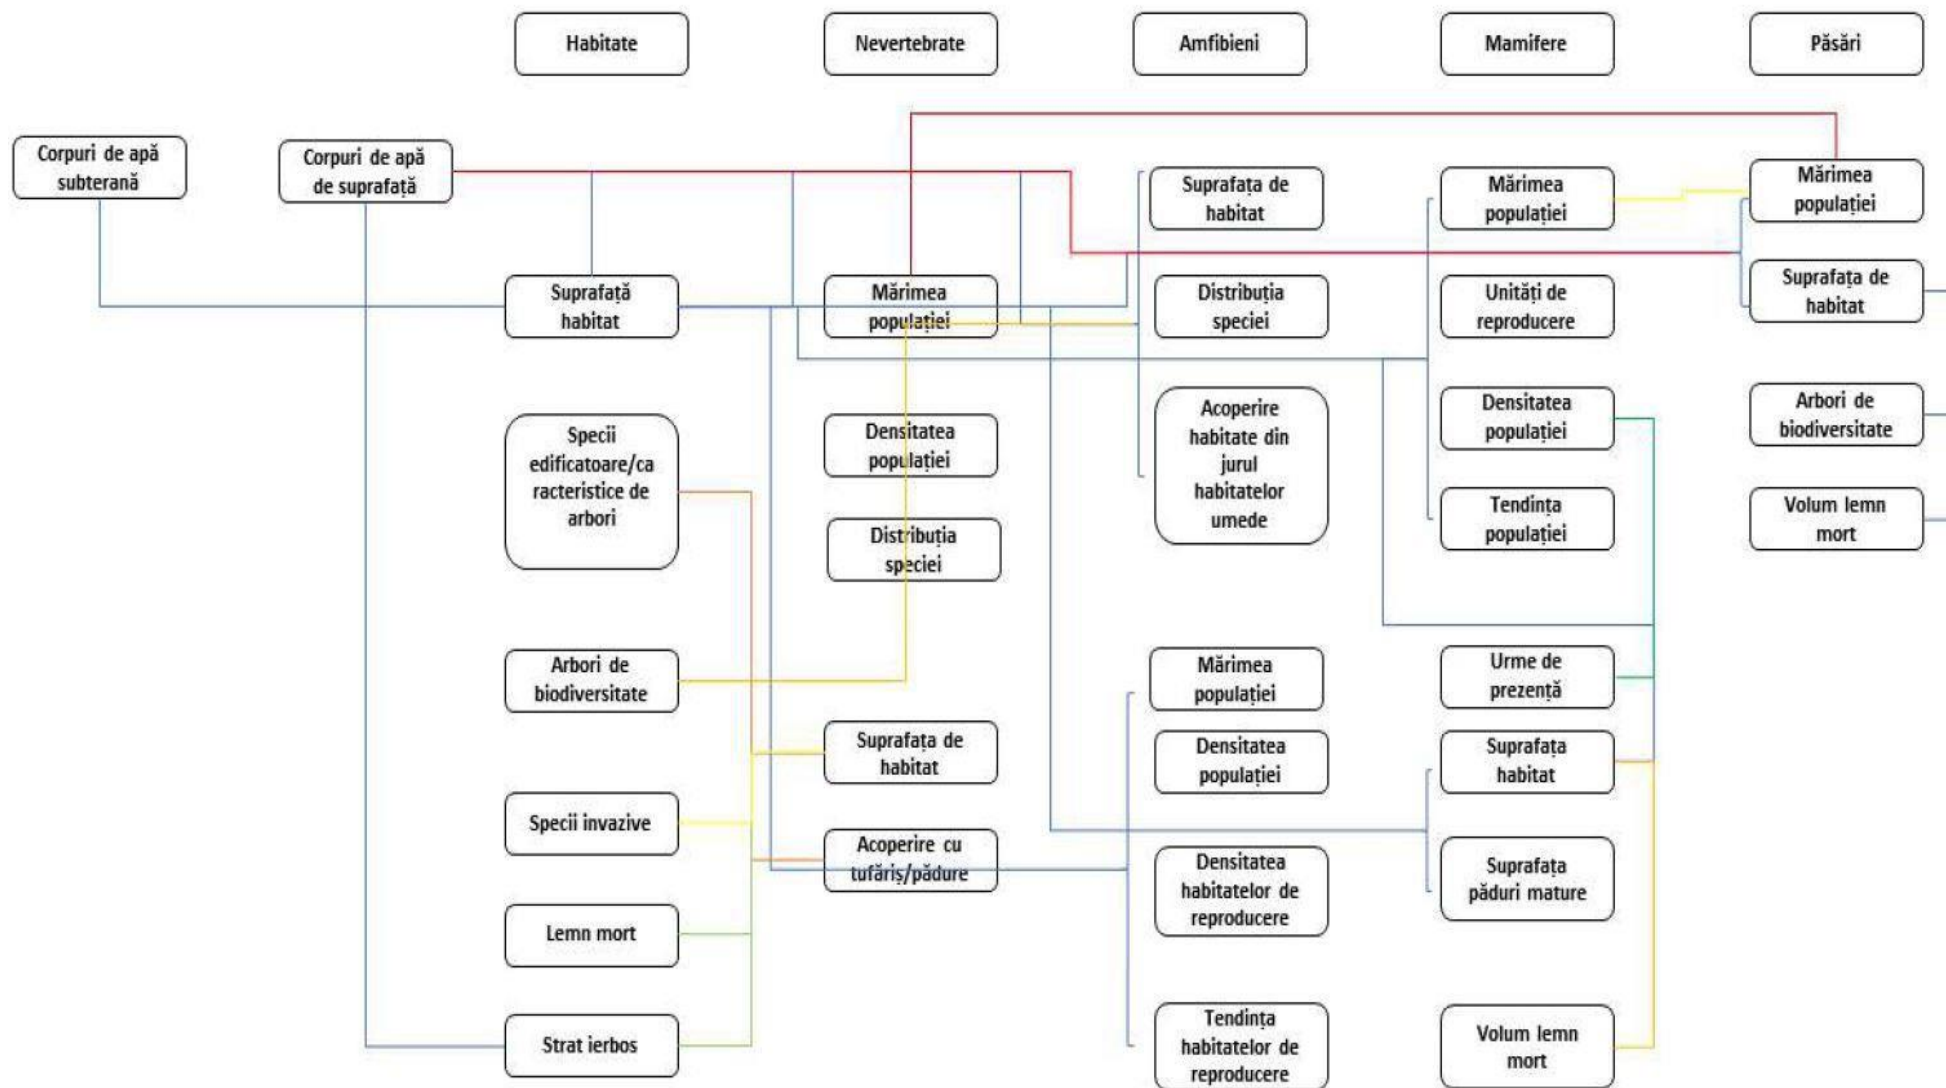 Habitate
Nevertebrate
Amfibieni
Mamifere
Păsări
Corpuri de apă
subterană
Corpuri de apă
de suprafață
Suprafață
habitat
Specii
edificatoare/ca
racteristice de
arbori
Arbori de
biodiversitate
Specii invazive
Lemn mort
Strat ierbos
Mărimea
populației
Densitatea
populației
Distribuția
speciei
Suprafața de
habitat
Acoperire cu
tufăriș/pădure
Suprafața de
habitat
Distribuția
speciei
Acoperire
habitate din
jurul
habitatelor
umede
Mărimea
populației
Densitatea
populației
Densitatea
habitatelor de
reproducere
Tendința
habitatelor de
reproducere
Mărimea
populației
Unități de
reproducere
Densitatea
populației
Tendința
populației
Urme de
prezență
Suprafața
habitat
Suprafața
păduri mature
Volum lemn
mort
Mărimea
populației
Suprafața de
habitat
Arbori de
biodiversitate
Volum lemn
mort